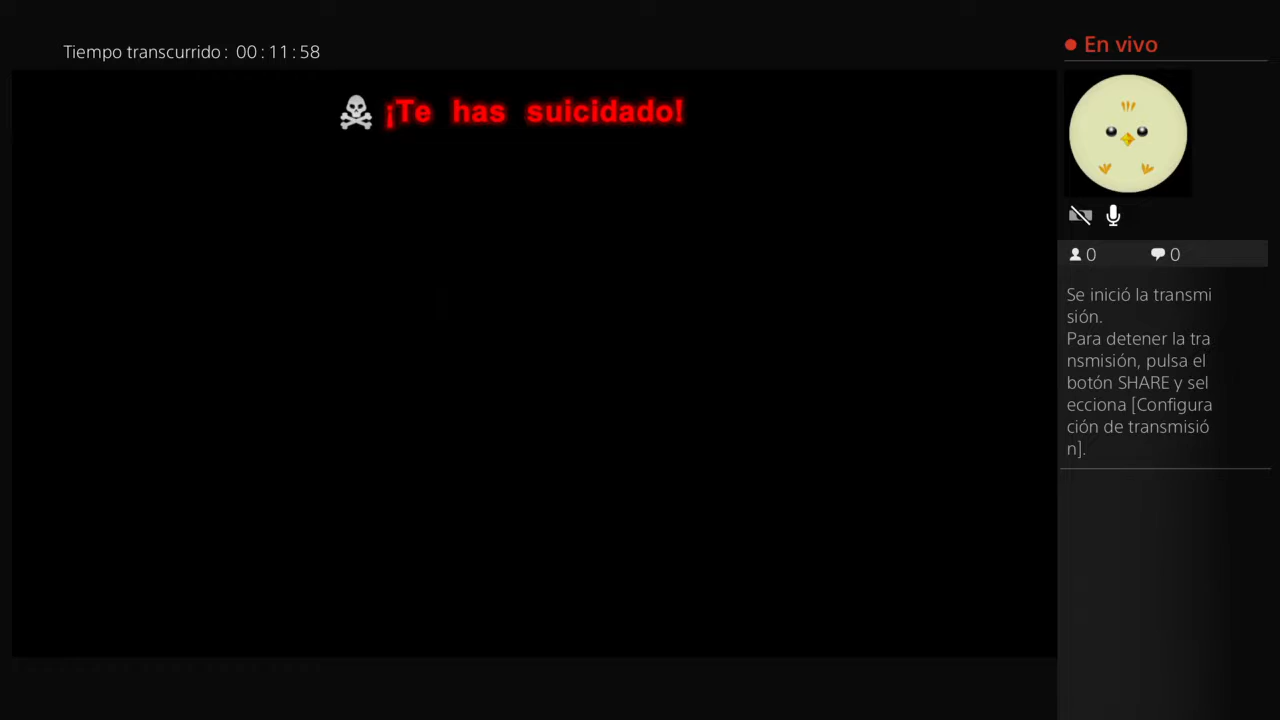 Tiempo transcurrido: 00:11:58
En vivo
¡Te has suicidado!
0
0
Se inició la transmi
sión.
Para detener la tra
nsmisión, pulsa el
botón SHARE y sel
ecciona [Configura
ción de transmisió
n].